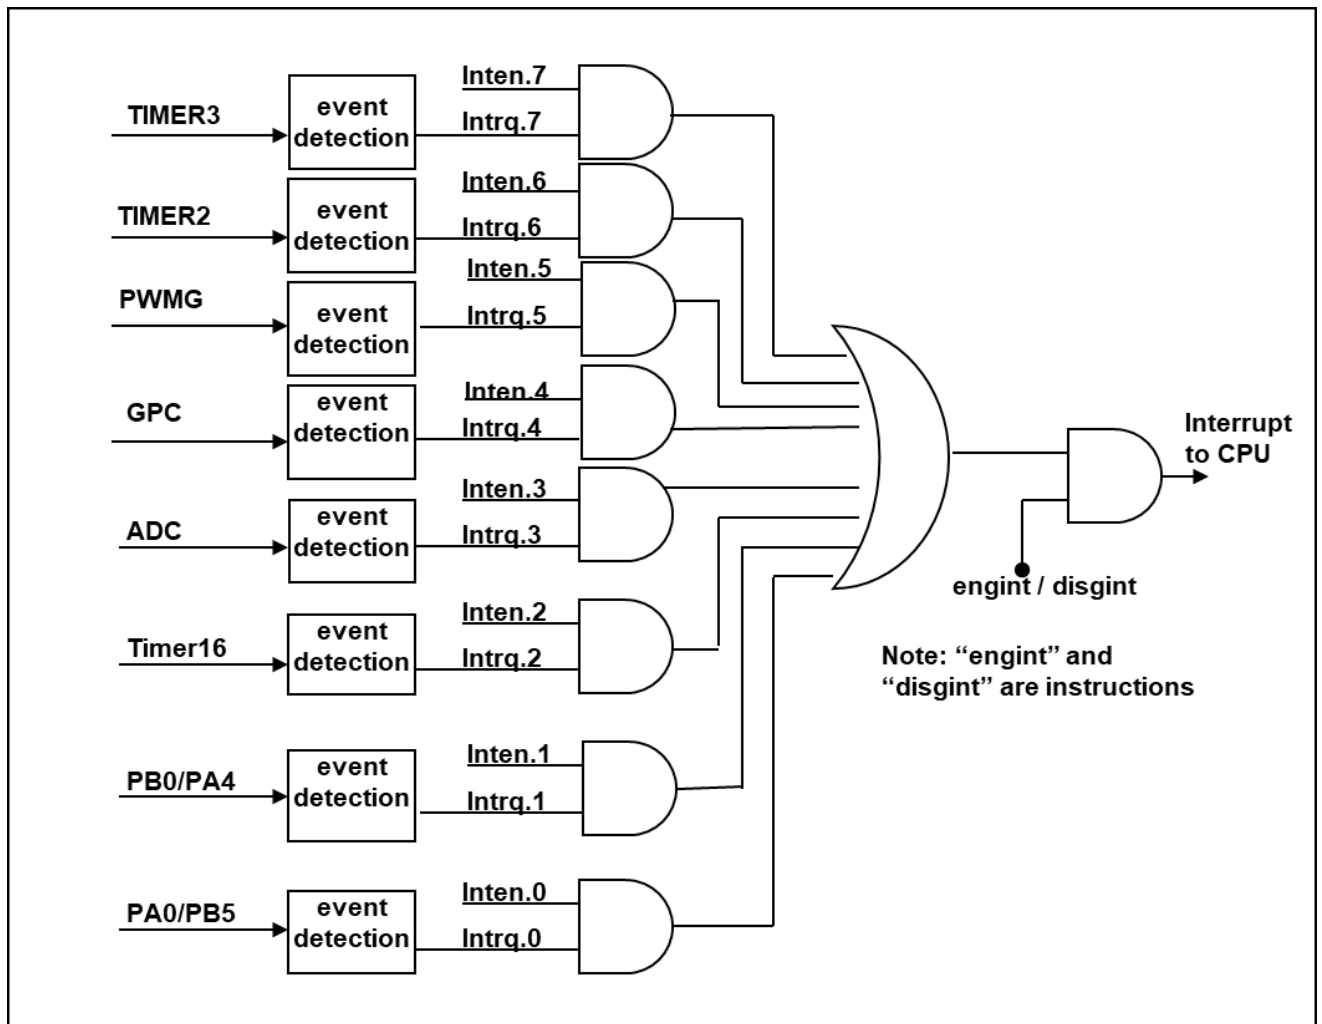 Inten.7
TIMER3
event
detection
Intrq.7
Inten.6
TIMER2
event
detection
Intrq.6
Inten.5
PWMG
event
detection
Intrq.5
Inten.4
GPC
event
detection
Intrq.4
Inten.3
ADC
event
detection
Intrq.3
Inten.2
Timer16
event
detection
Intrq.2
Inten.1
PB0/PA4
event
detection
Intrq.1
Inten.0
PA0/PB5
event
detection
Intrq.0
Interrupt
to CPU
engint / disgint
Note: “engint” and
“disgint” are instructions